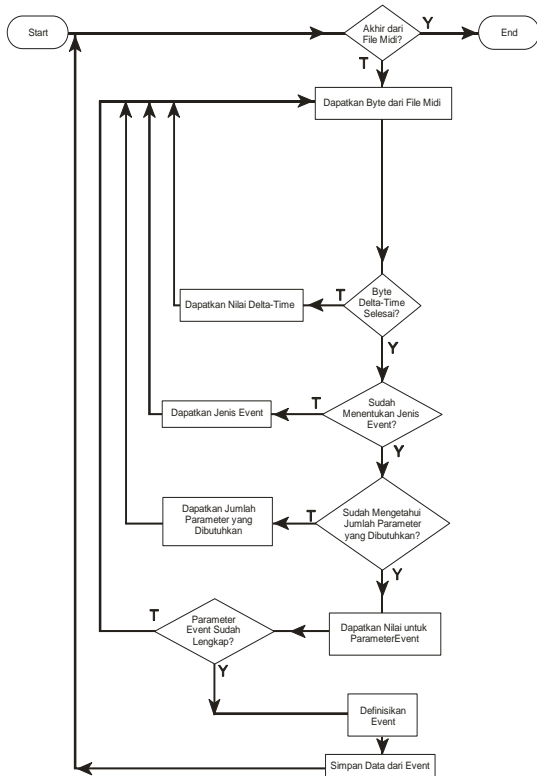 Start
Akhir dari
File Midi?
Y
End
T
Dapatkan Byte dari File Midi
Dapatkan Nilai Delta-Time
T
Byte
Delta-Time
Selesai?
Y
Dapatkan Jenis Event
T
Sudah
Menentukan Jenis
Event?
Y
Dapatkan Jumlah
Parameter yang
Dibutuhkan
T
Sudah Mengetahui
Jumlah Parameter
yang Dibutuhkan?
Y
T
Parameter
Event Sudah
Lengkap?
Dapatkan Nilai untuk
ParameterEvent
Y
Definisikan
Event
Simpan Data dari Event